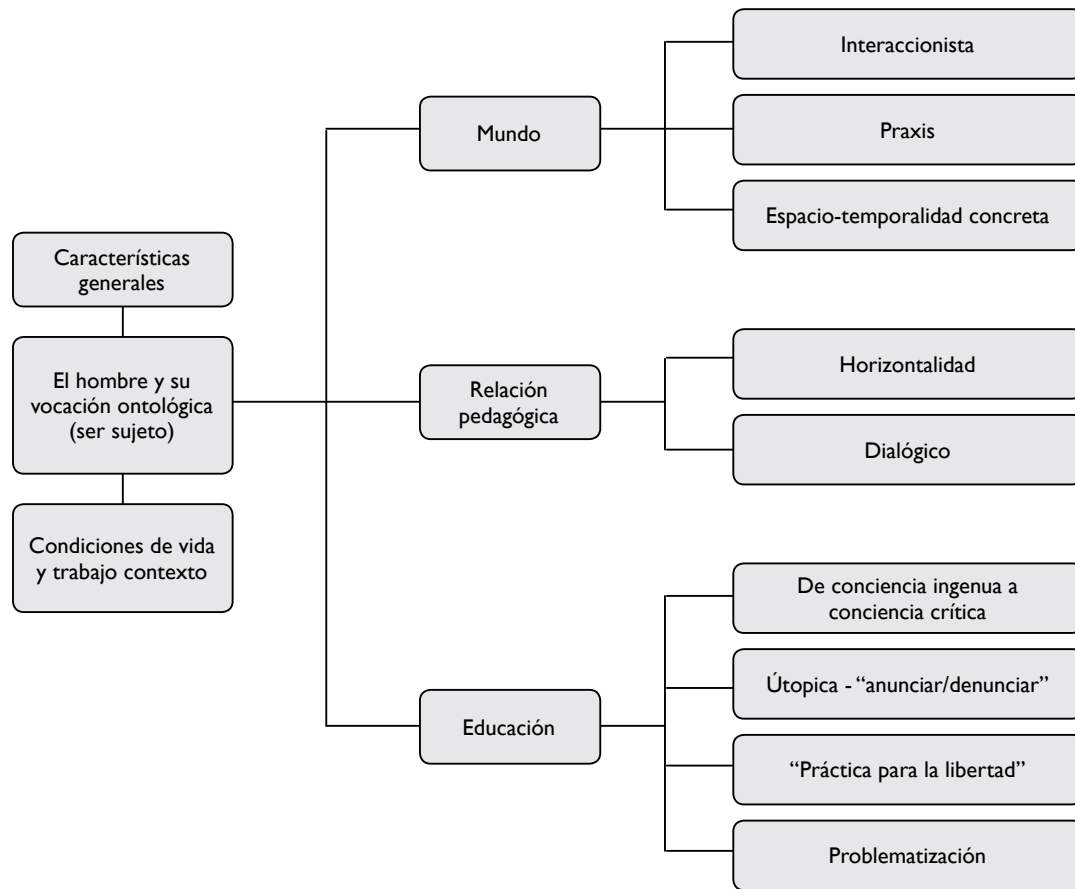 Características
generales
El hombre y su
vocación ontológica
(ser sujeto)
Condiciones de vida
y trabajo contexto
Mundo
Interaccionista
Praxis
Espacio-temporalidad concreta
Relación
pedagógica
Horizontalidad
Dialógico
Educación
De conciencia ingenua a
conciencia crítica
Útopica - “anunciar/denunciar”
“Práctica para la libertad”
Problematización